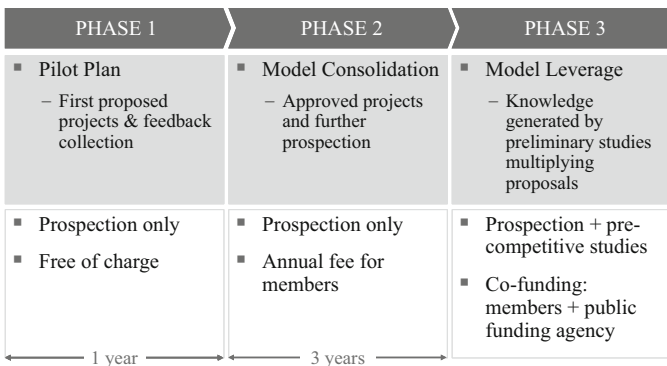 PHASE 1
PHASE 2
PHASE 3
▪ Pilot Plan
– First proposed
projects & feedback
collection
▪ Model Consolidation
– Approved projects
and further
prospection
▪ Model Leverage
– Knowledge
generated by
preliminary studies
multiplying
proposals
▪ Prospection only
▪ Free of charge
▪ Prospection only
▪ Annual fee for
members
▪ Prospection + pre-
competitive studies
▪ Co-funding:
members + public
funding agency
1 year
3 years